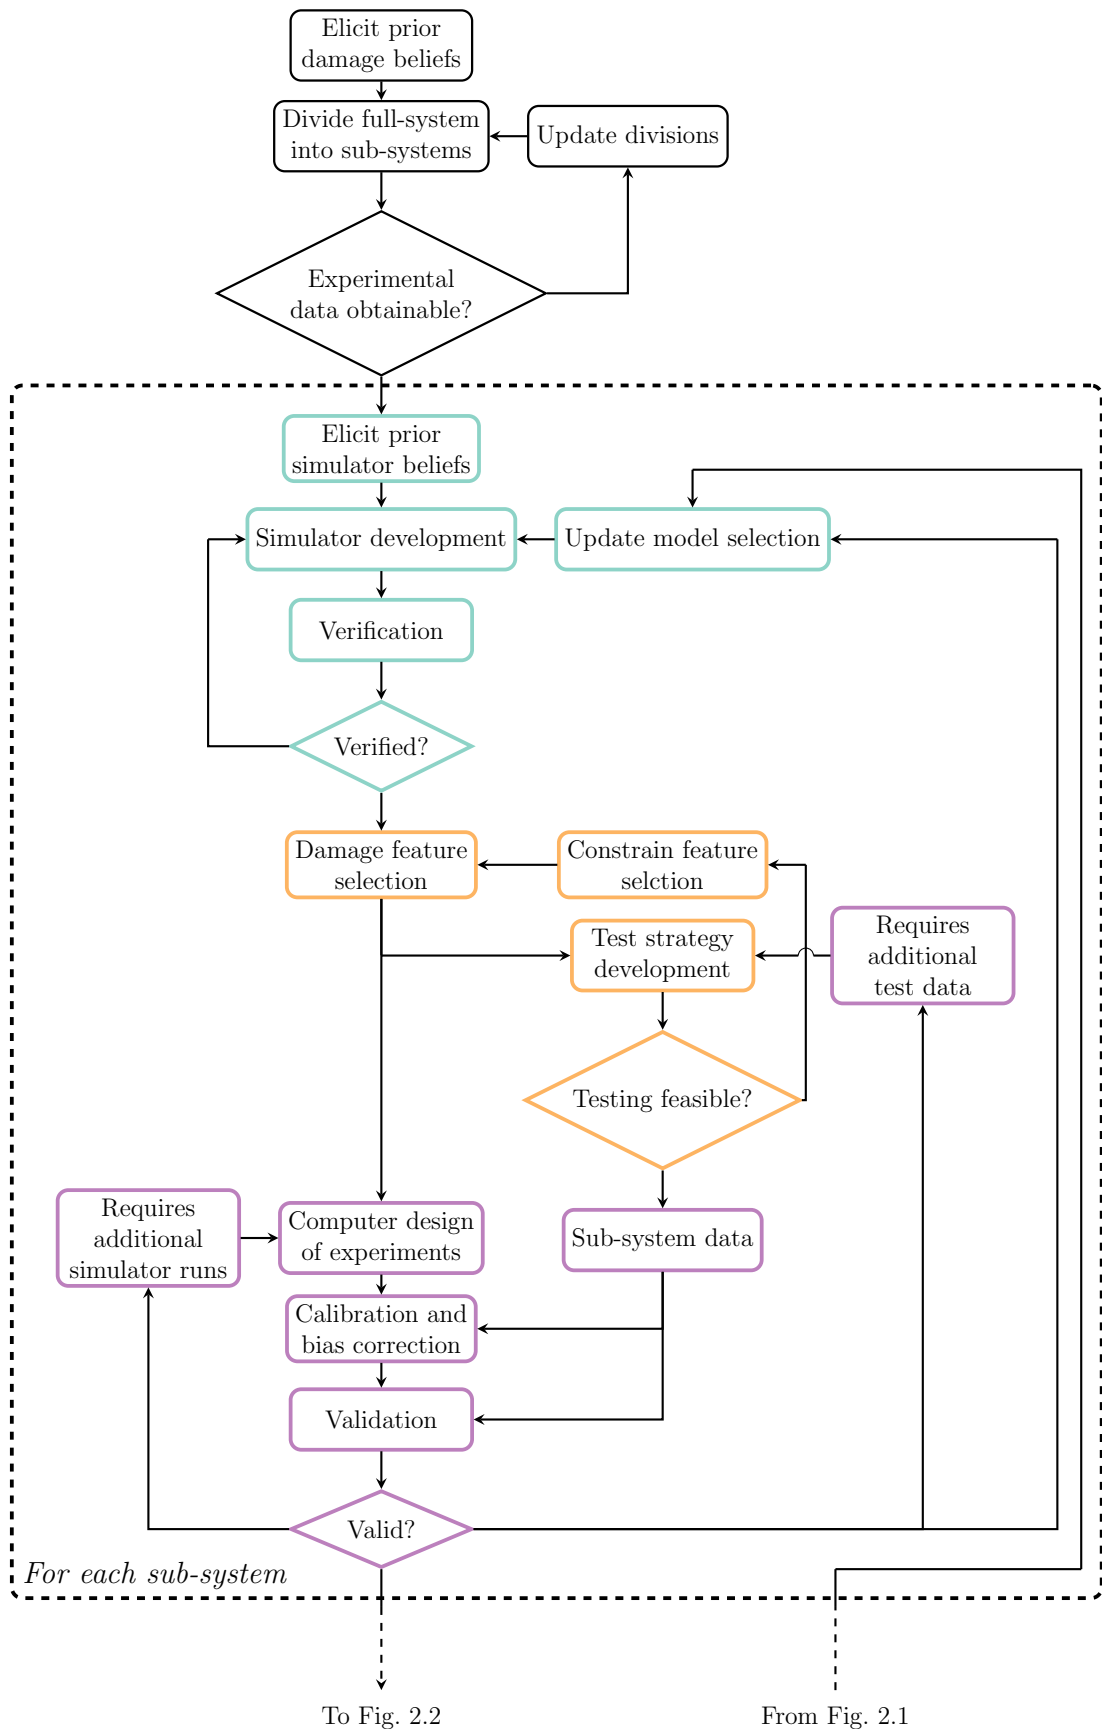 Elicit prior
damage beliefs
Divide full-system
into sub-systems
Update divisions
Experimental
data obtainable?
Elicit prior
simulator beliefs
Simulator development
Update model selection
Verification
Verified?
Damage feature
selection
Constrain feature
selction
Test strategy
development
Requires
additional
test data
Testing feasible?
Requires
additional
simulator runs
Computer design
of experiments
Sub-system data
Calibration and
bias correction
Validation
Valid?
For each sub-system
To Fig. 2.2
From Fig. 2.1